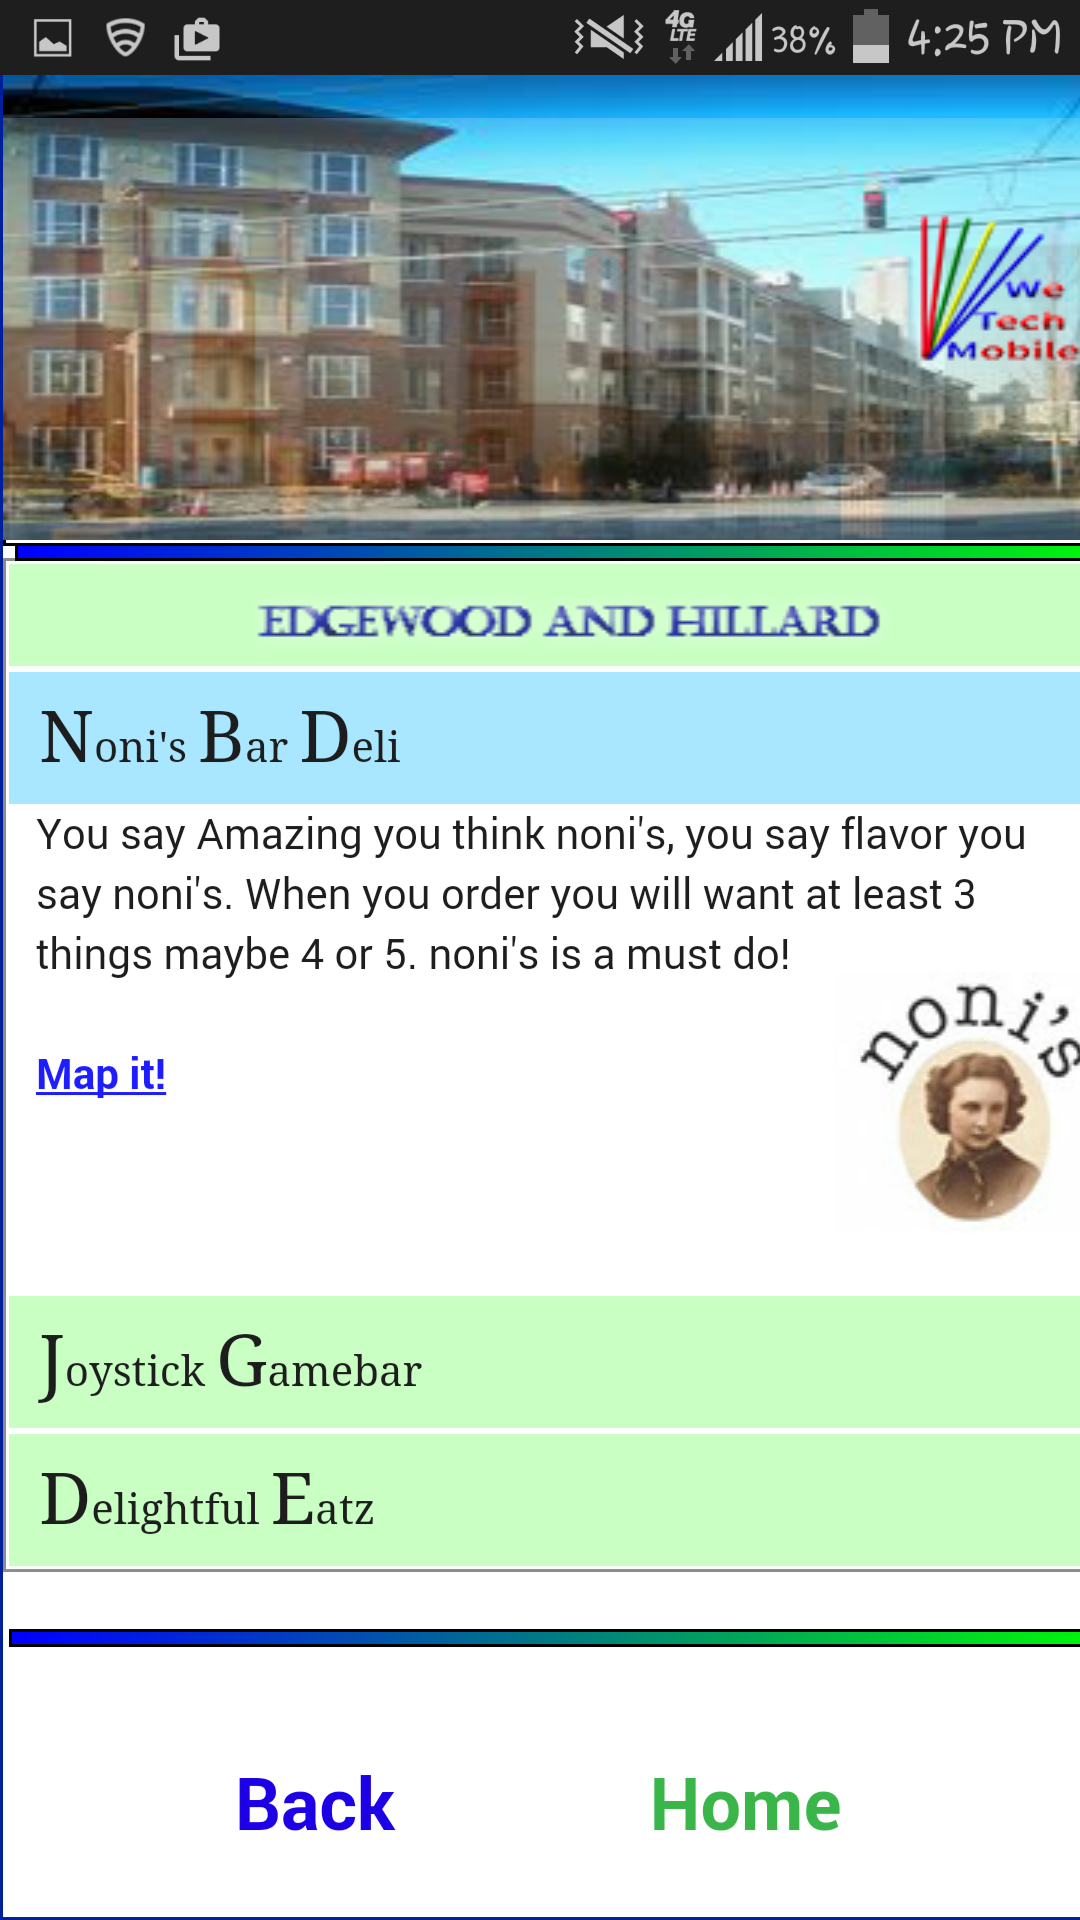 4G LTE 38% 4:25 PM
We
Tech
Mobile
EDGEWOOD AND HILLARD
Noni's Bar Deli
You say Amazing you think noni's, you say flavor you
say noni's. When you order you will want at least 3
things maybe 4 or 5. noni's is a must do!
noni's
Map it!
Joystick Gamebar
Delightful Eatz
Back Home